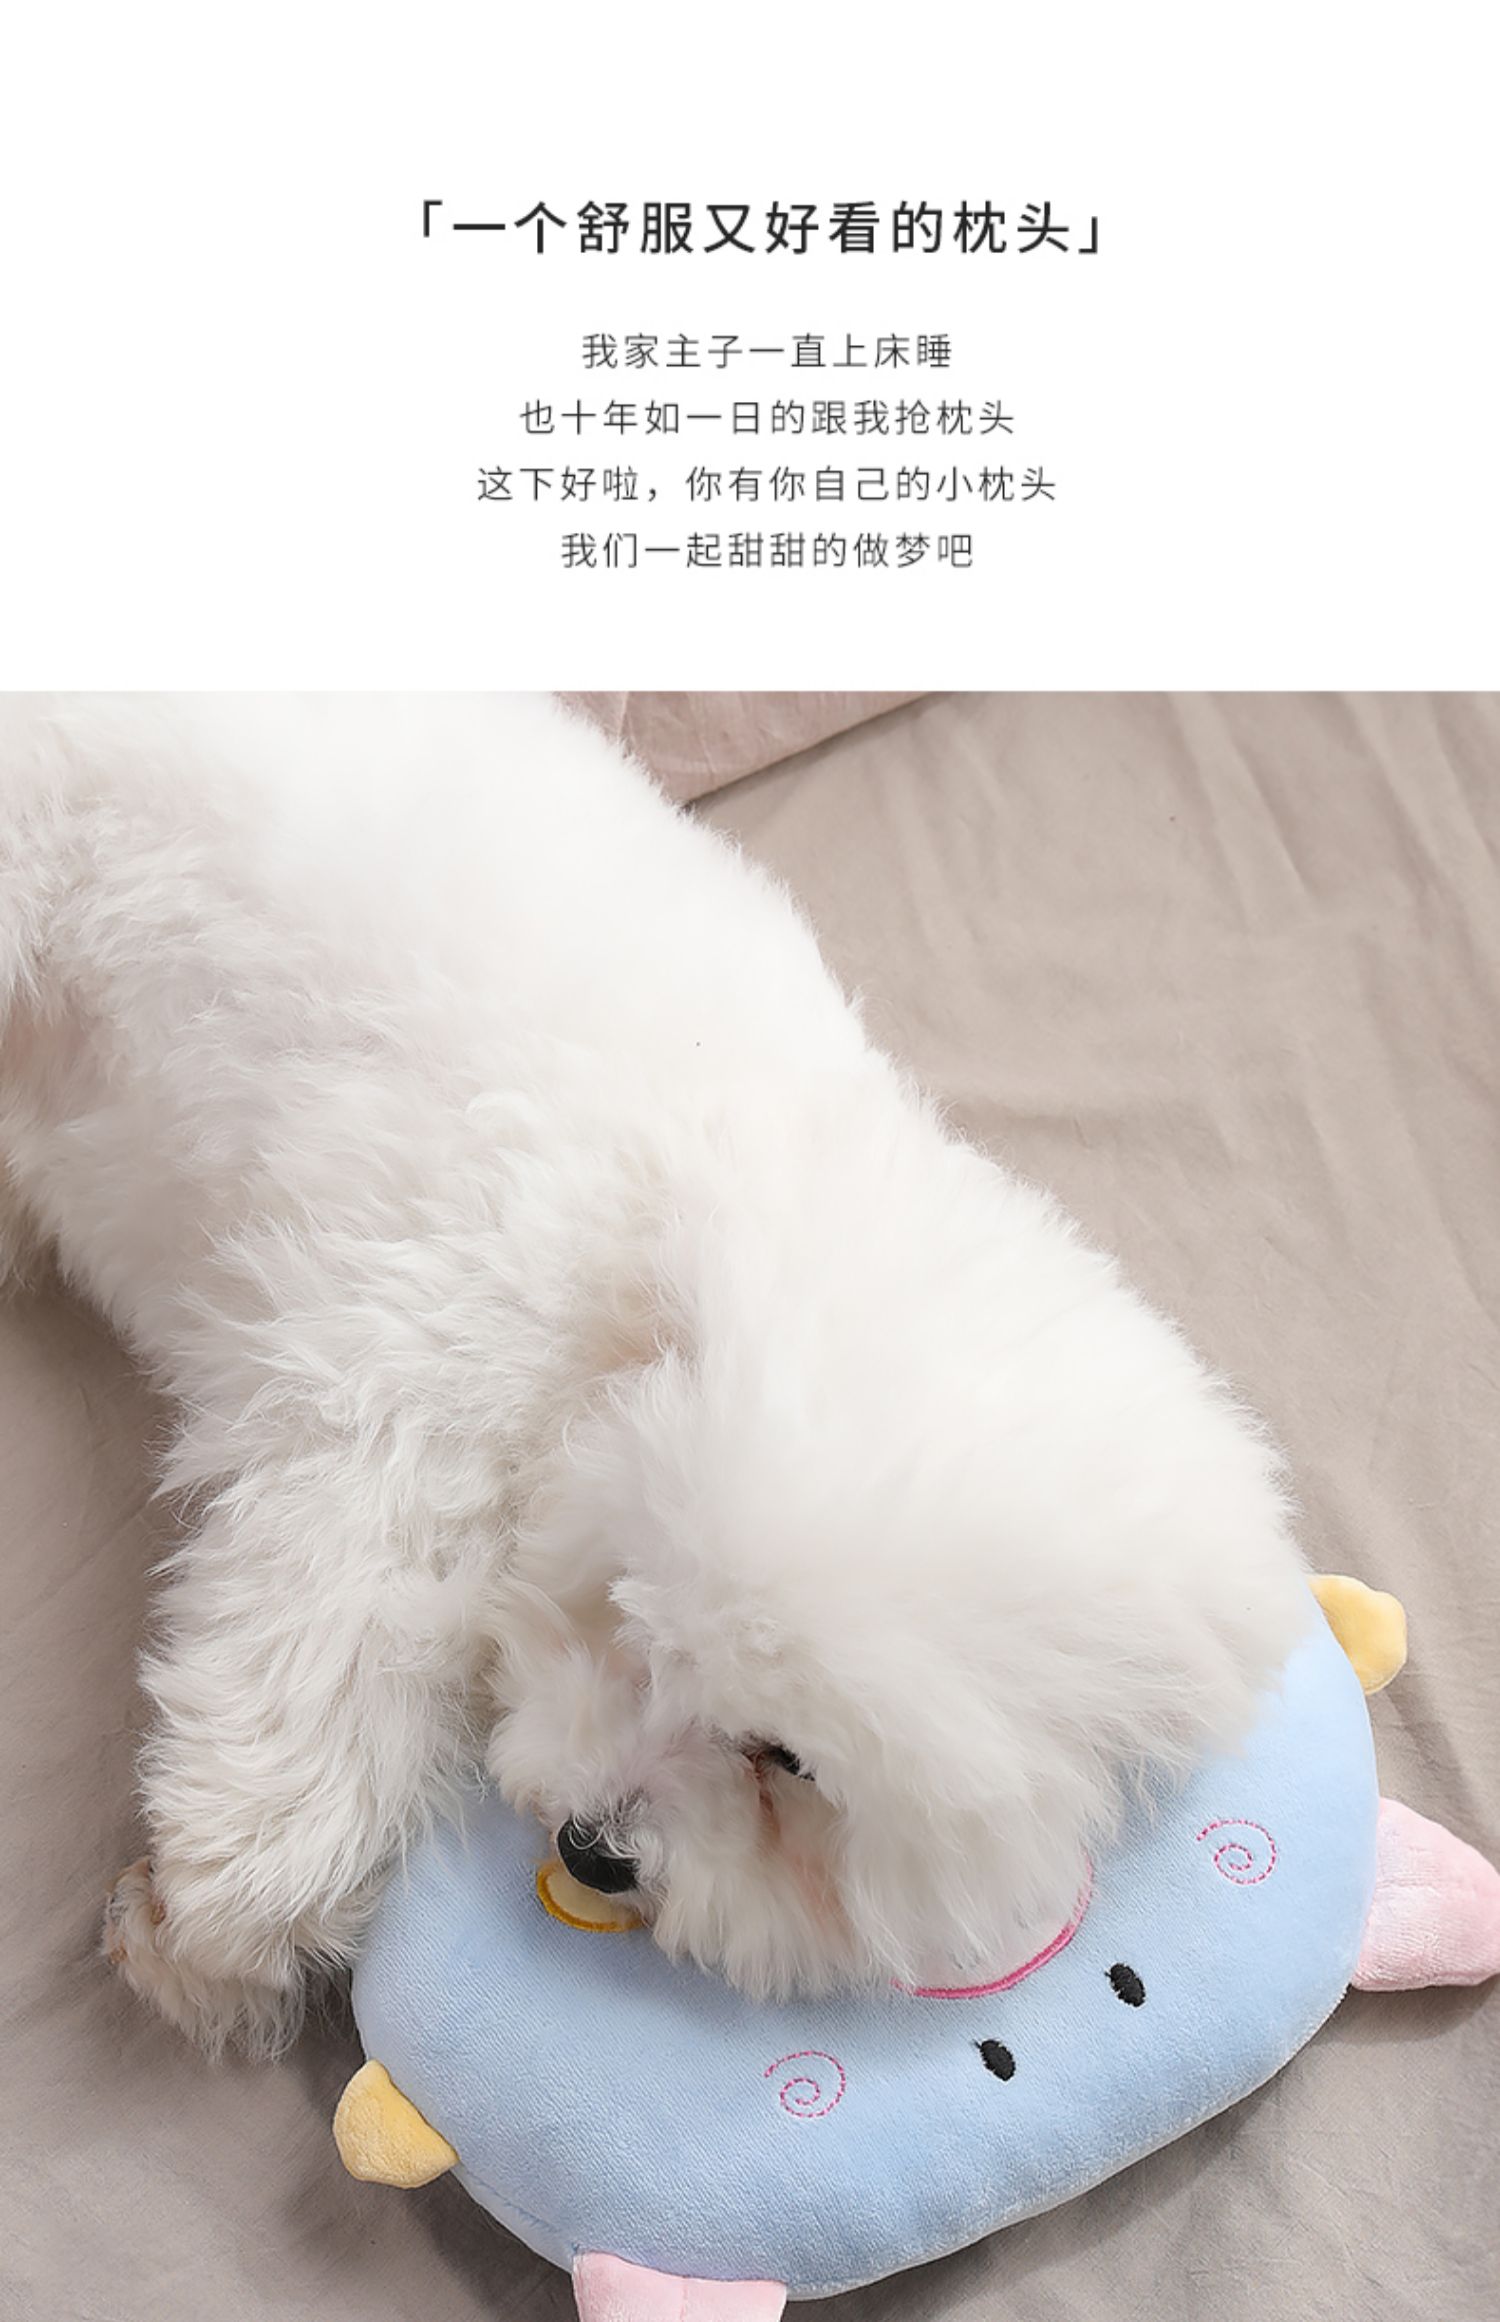 「一个舒服又好看的枕头」
我家主子一直上床睡
也十年如一日的跟我抢枕头
这下好啦，你有你自己的小枕头
我们一起甜甜的做梦吧